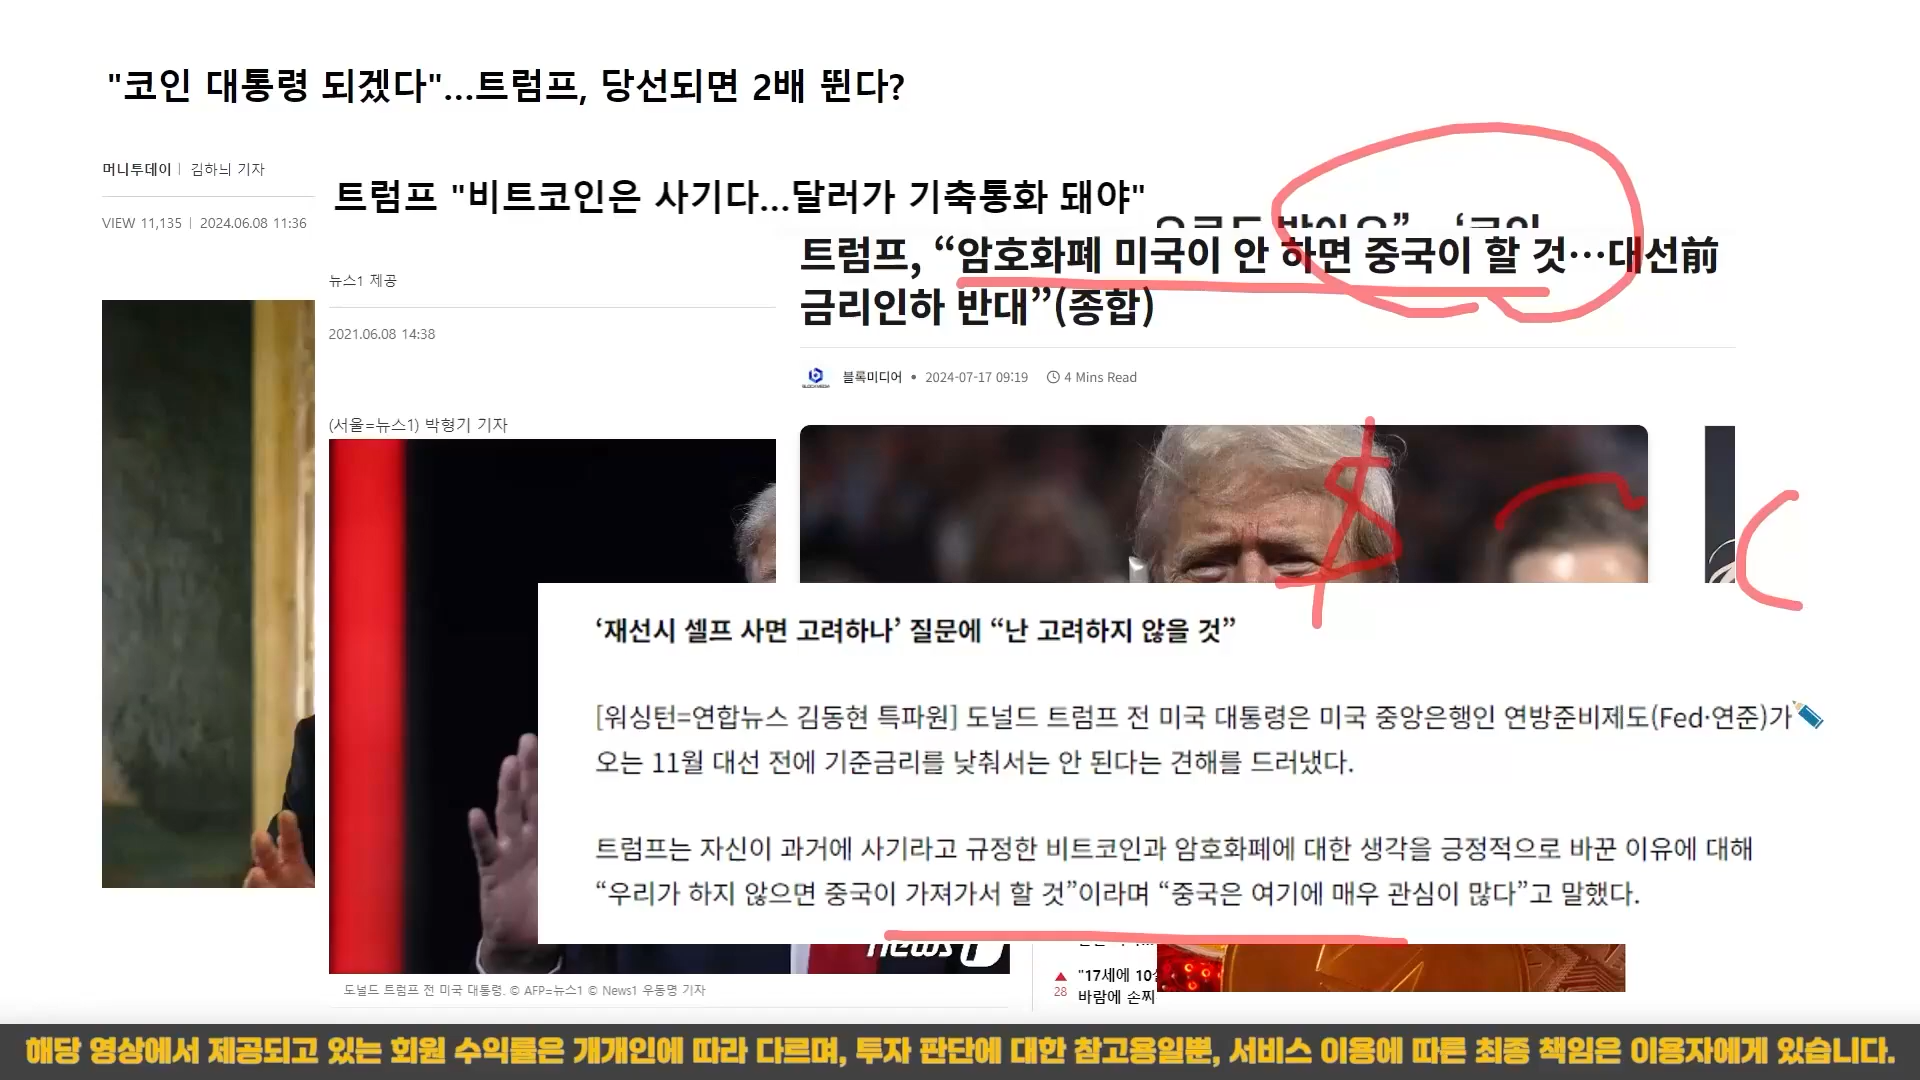 "코인 대통령 되겠다"...트럼프, 당선되면 2배 뛴다?
머니투데이 | 김하늬 기자
VIEW 11,135 | 2024.06.08 11:36
트럼프 "비트코인은 사기다...달러가 기축통화 돼야"
뉴스1 제공
2021.06.08 14:38
(서울=뉴스1) 박형기 기자
트럼프, “암호화폐 미국이 안 하면 중국이 할 것…대선前
금리인하 반대”(종합)
블록미디어 • 2024-07-17 09:19 4 Mins Read
$
‘재선시 셀프 사면 고려하나’ 질문에 “난 고려하지 않을 것”
[워싱턴=연합뉴스 김동현 특파원] 도널드 트럼프 전 미국 대통령은 미국 중앙은행인 연방준비제도(Fed·연준)가
오는 11월 대선 전에 기준금리를 낮춰서는 안 된다는 견해를 드러냈다.
트럼프는 자신이 과거에 사기라고 규정한 비트코인과 암호화폐에 대한 생각을 긍정적으로 바꾼 이유에 대해
“우리가 하지 않으면 중국이 가져가서 할 것”이라며 “중국은 여기에 매우 관심이 많다”고 말했다.
news1
도널드 트럼프 전 미국 대통령. © AFP=뉴스1 © News1 우동명 기자
▲ "17세에
28 바람에 손찌
해당 영상에서 제공되고 있는 회원 수익률은 개개인에 따라 다르며, 투자 판단에 대한 참고용일뿐, 서비스 이용에 따른 최종 책임은 이용자에게 있습니다.